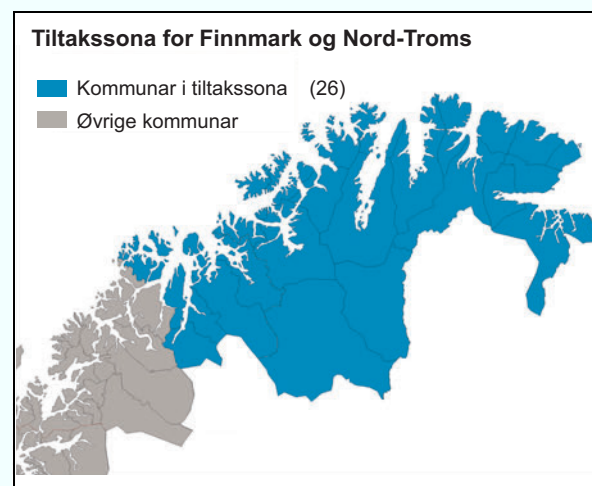 Tiltakssona for Finnmark og Nord-Troms
Kommunar i tiltakssona (26)
Øvrige kommunar